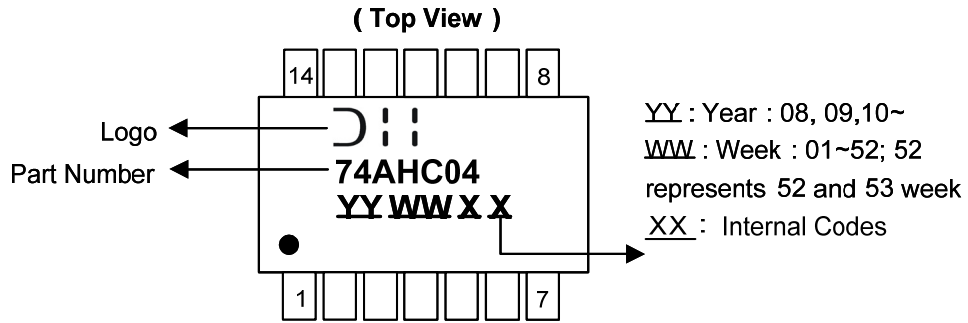 ( Top View )
14
8
Logo
Part Number
74AHC04
YY WW X X
1
7
YY : Year : 08, 09,10~
WW : Week : 01~52; 52
represents 52 and 53 week
XX : Internal Codes